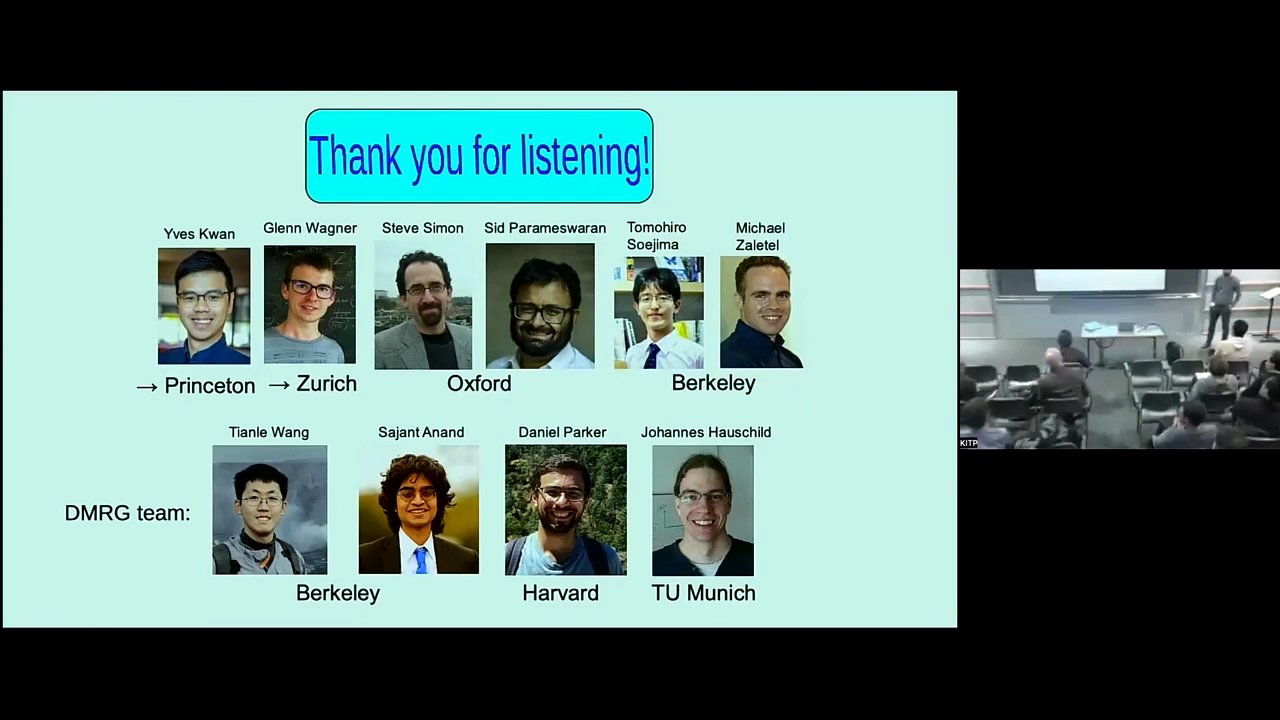 Thank you for listening!
Yves Kwan
Glenn Wagner
Steve Simon
Sid Parameswaran
Tomohiro
Soejima
Michael
Zaletel
→ Princeton
→ Zurich
Oxford
Berkeley
Tianle Wang
Sajant Anand
Daniel Parker
Johannes Hauschild
DMRG team:
Berkeley
Harvard
TU Munich
KITP